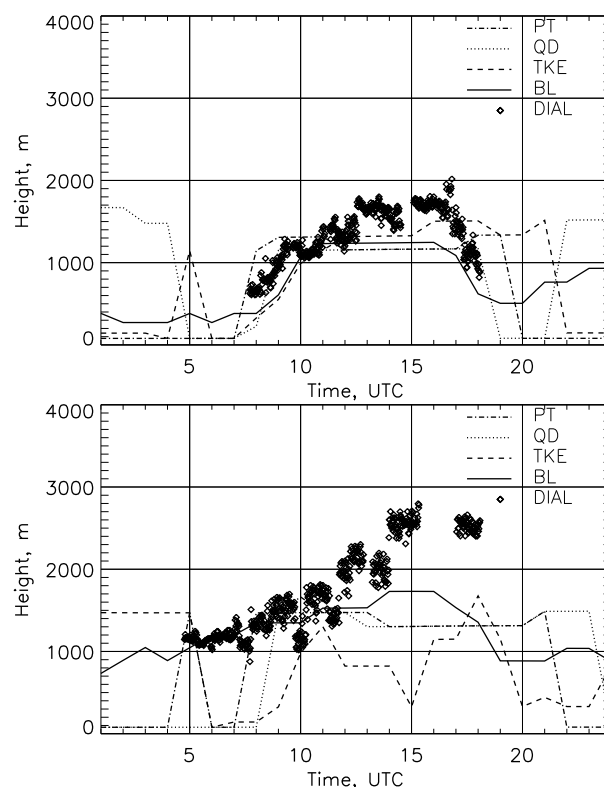 4000
3000
2000
1000
0
Height, m
PT
QD
TKE
BL
DIAL
5
10
15
20
Time, UTC
4000
3000
2000
1000
0
Height, m
PT
QD
TKE
BL
DIAL
5
10
15
20
Time, UTC